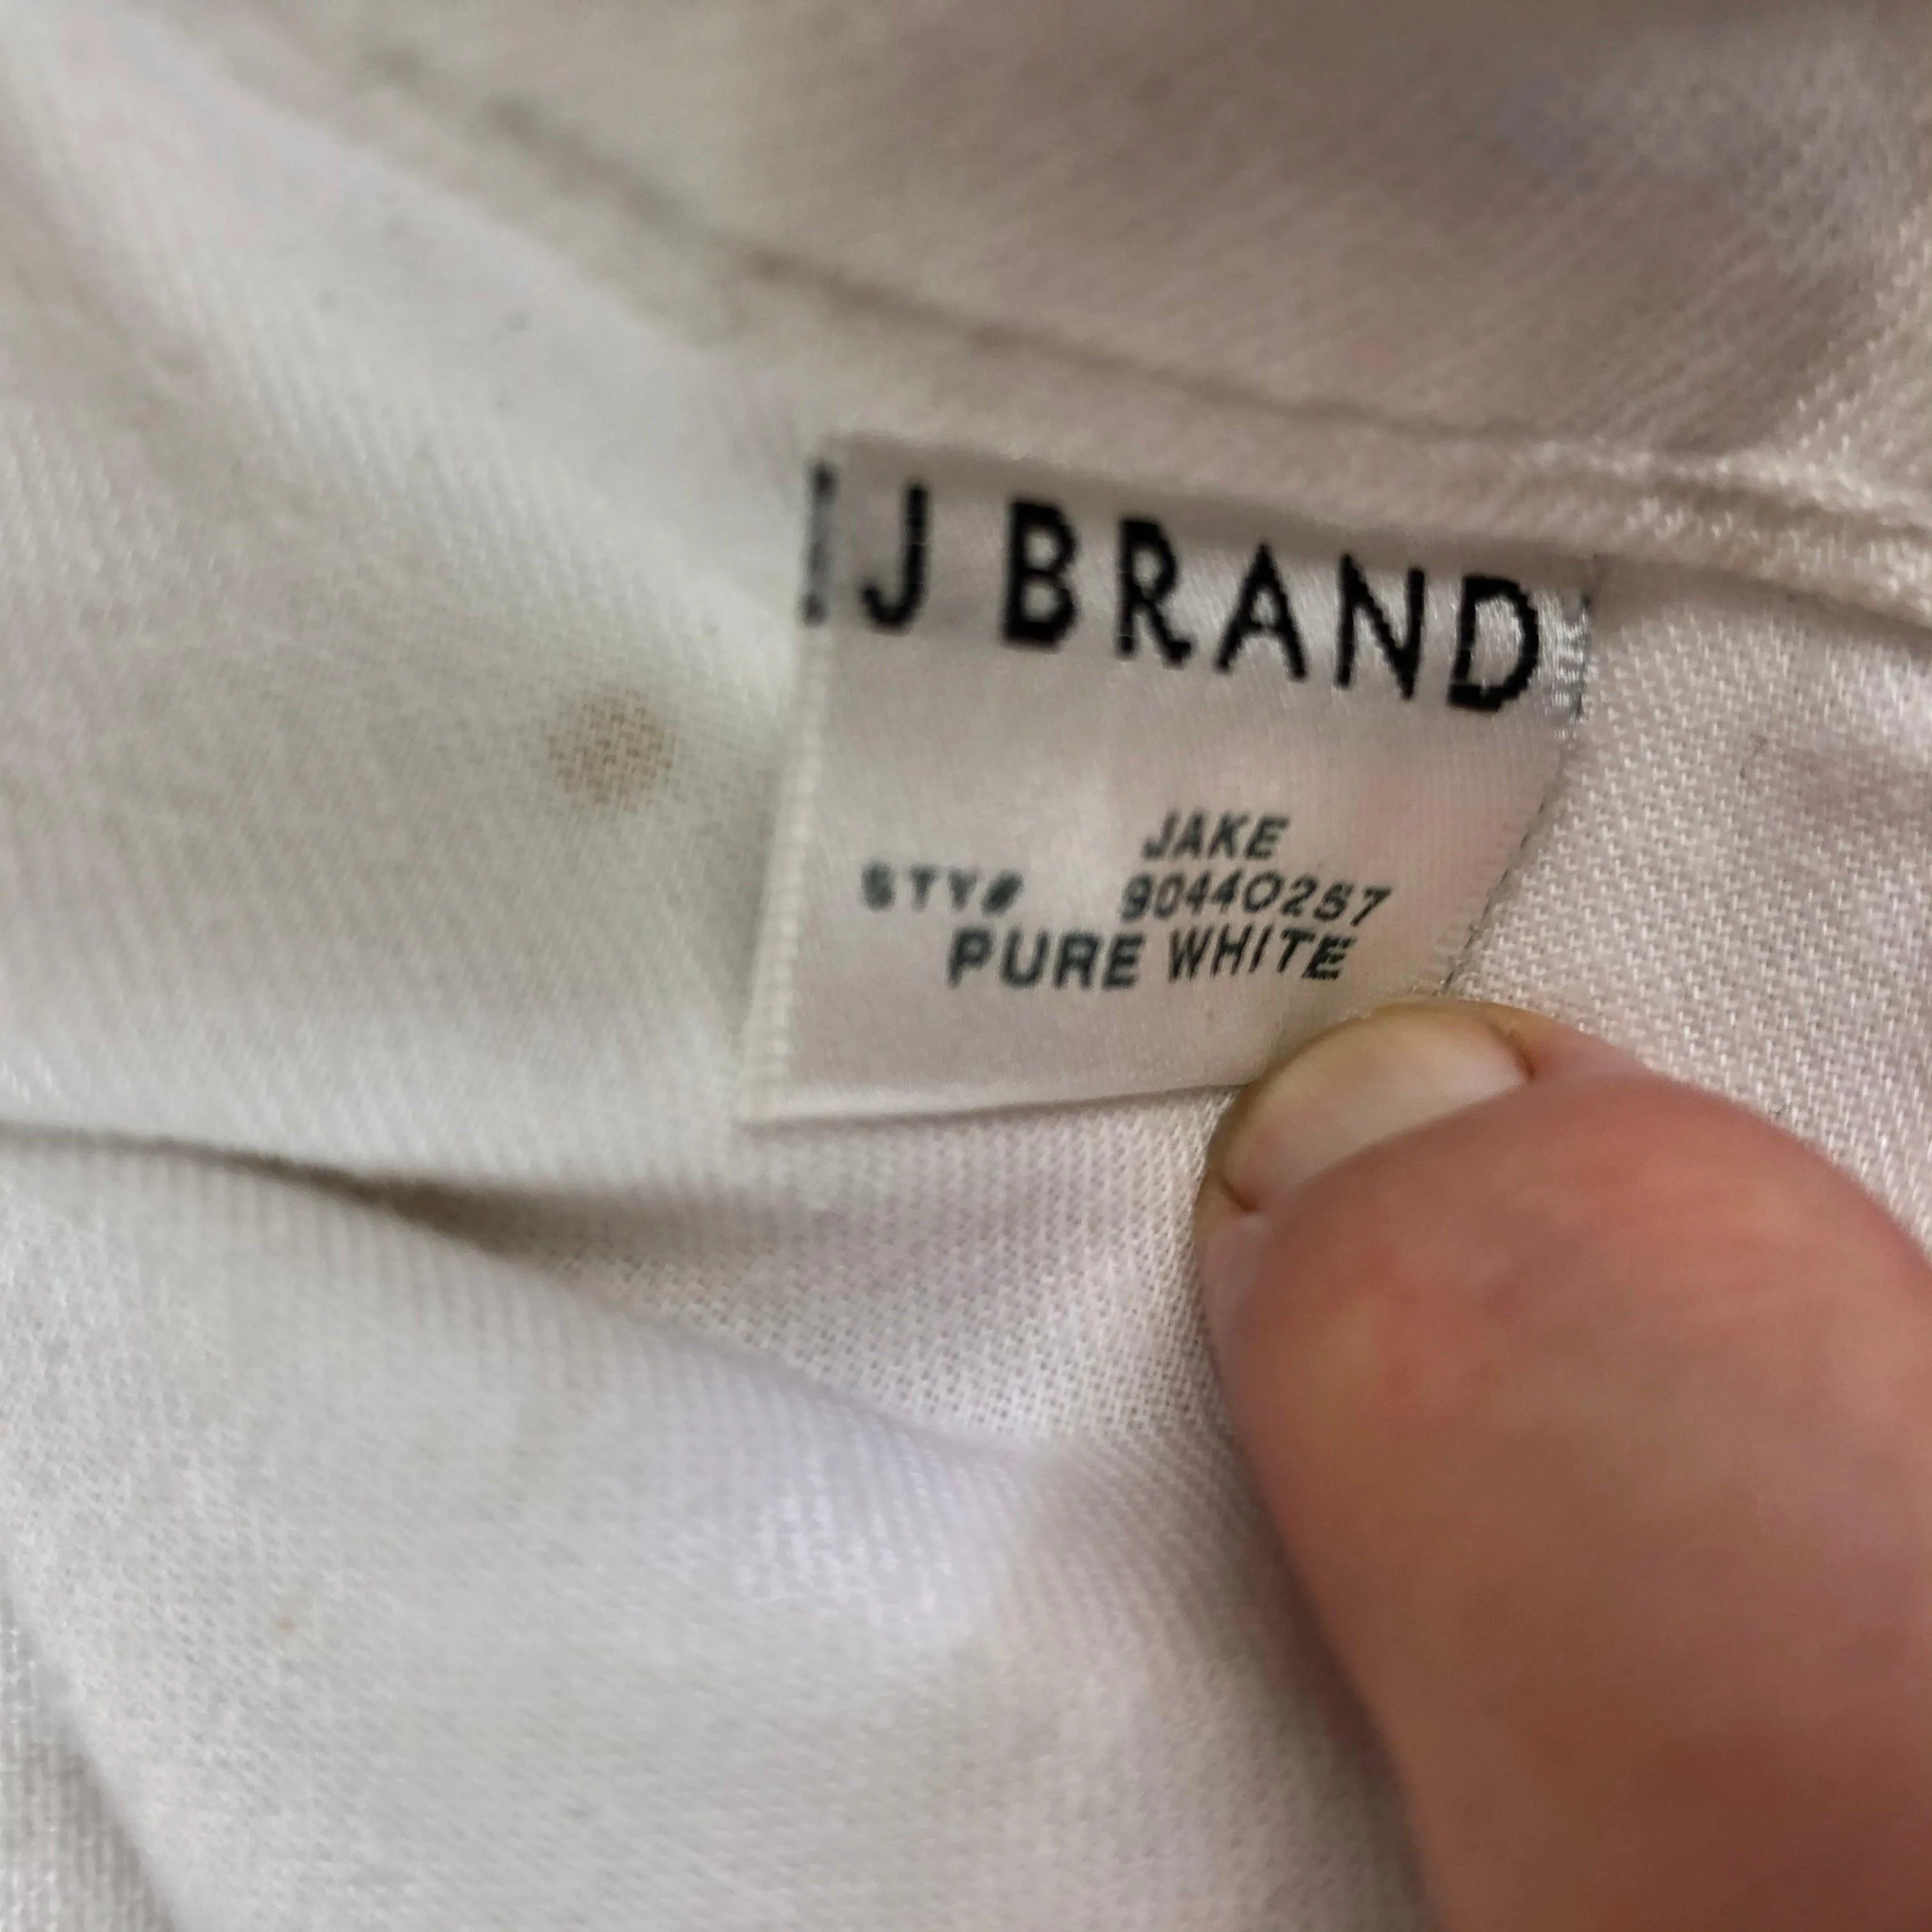 J BRAND
JAKE
STY# 90440257
PURE WHITE